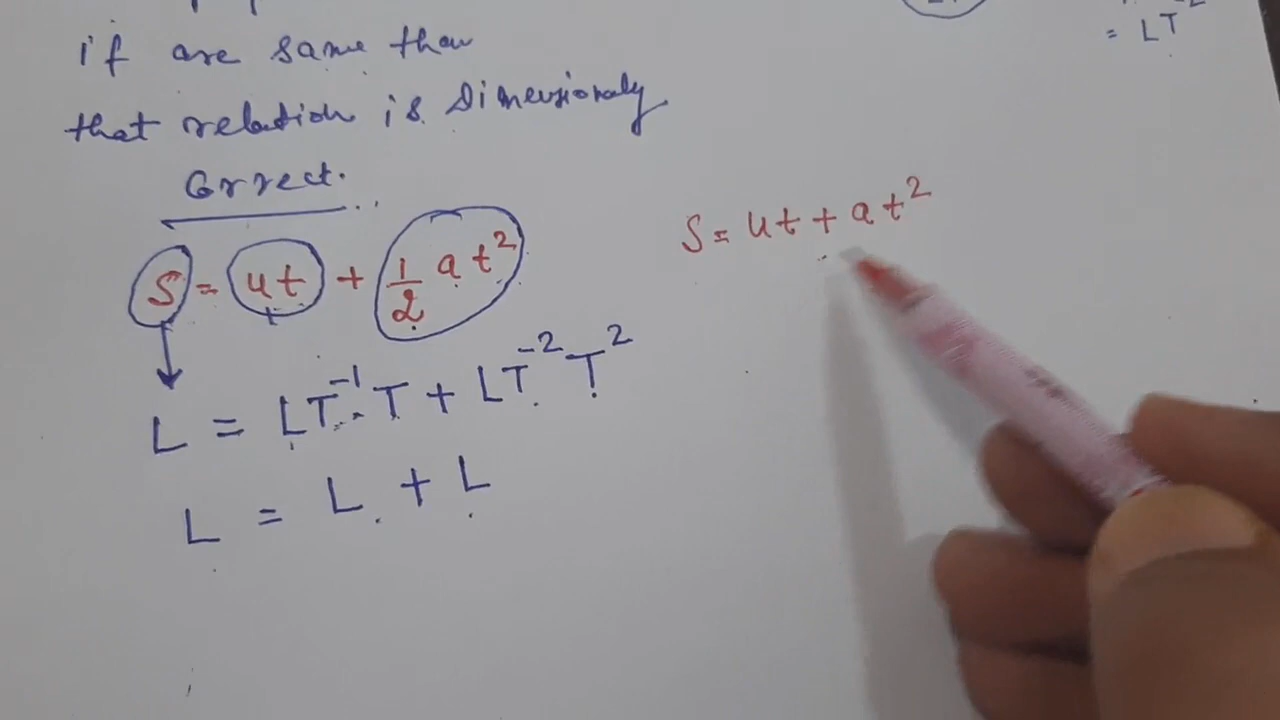 if are same than
that relation is Dimensionaly
Correct.
S = ut + 1/2 at²
S = ut + at²
L = LT⁻¹ T + LT⁻² T²
L = L + L
= LT⁻²